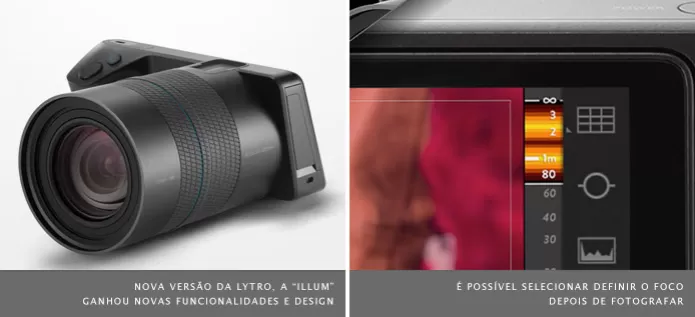 POWER
∞
3
2
1m
80
60
40
30
NOVA VERSÃO DA LYTRO, A “ILLUM”
GANHOU NOVAS FUNCIONALIDADES E DESIGN
É POSSÍVEL SELECIONAR DEFINIR O FOCO
DEPOIS DE FOTOGRAFAR